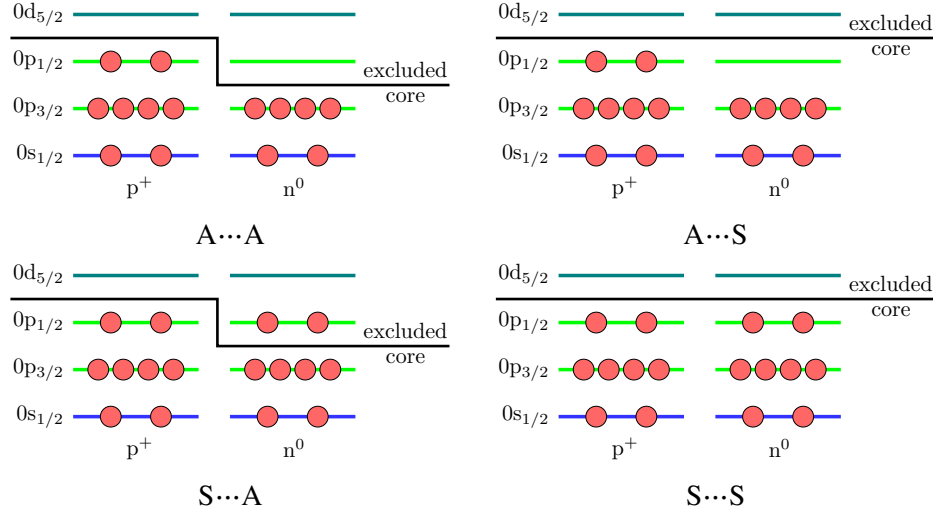 0d5/2
0p1/2
excluded
core
0p3/2
0s1/2
p+ n0
A···A
0d5/2
0p1/2
excluded
core
0p3/2
0s1/2
p+ n0
A···S
0d5/2
0p1/2
excluded
core
0p3/2
0s1/2
p+ n0
S···A
0d5/2
excluded
core
0p1/2
0p3/2
0s1/2
p+ n0
S···S